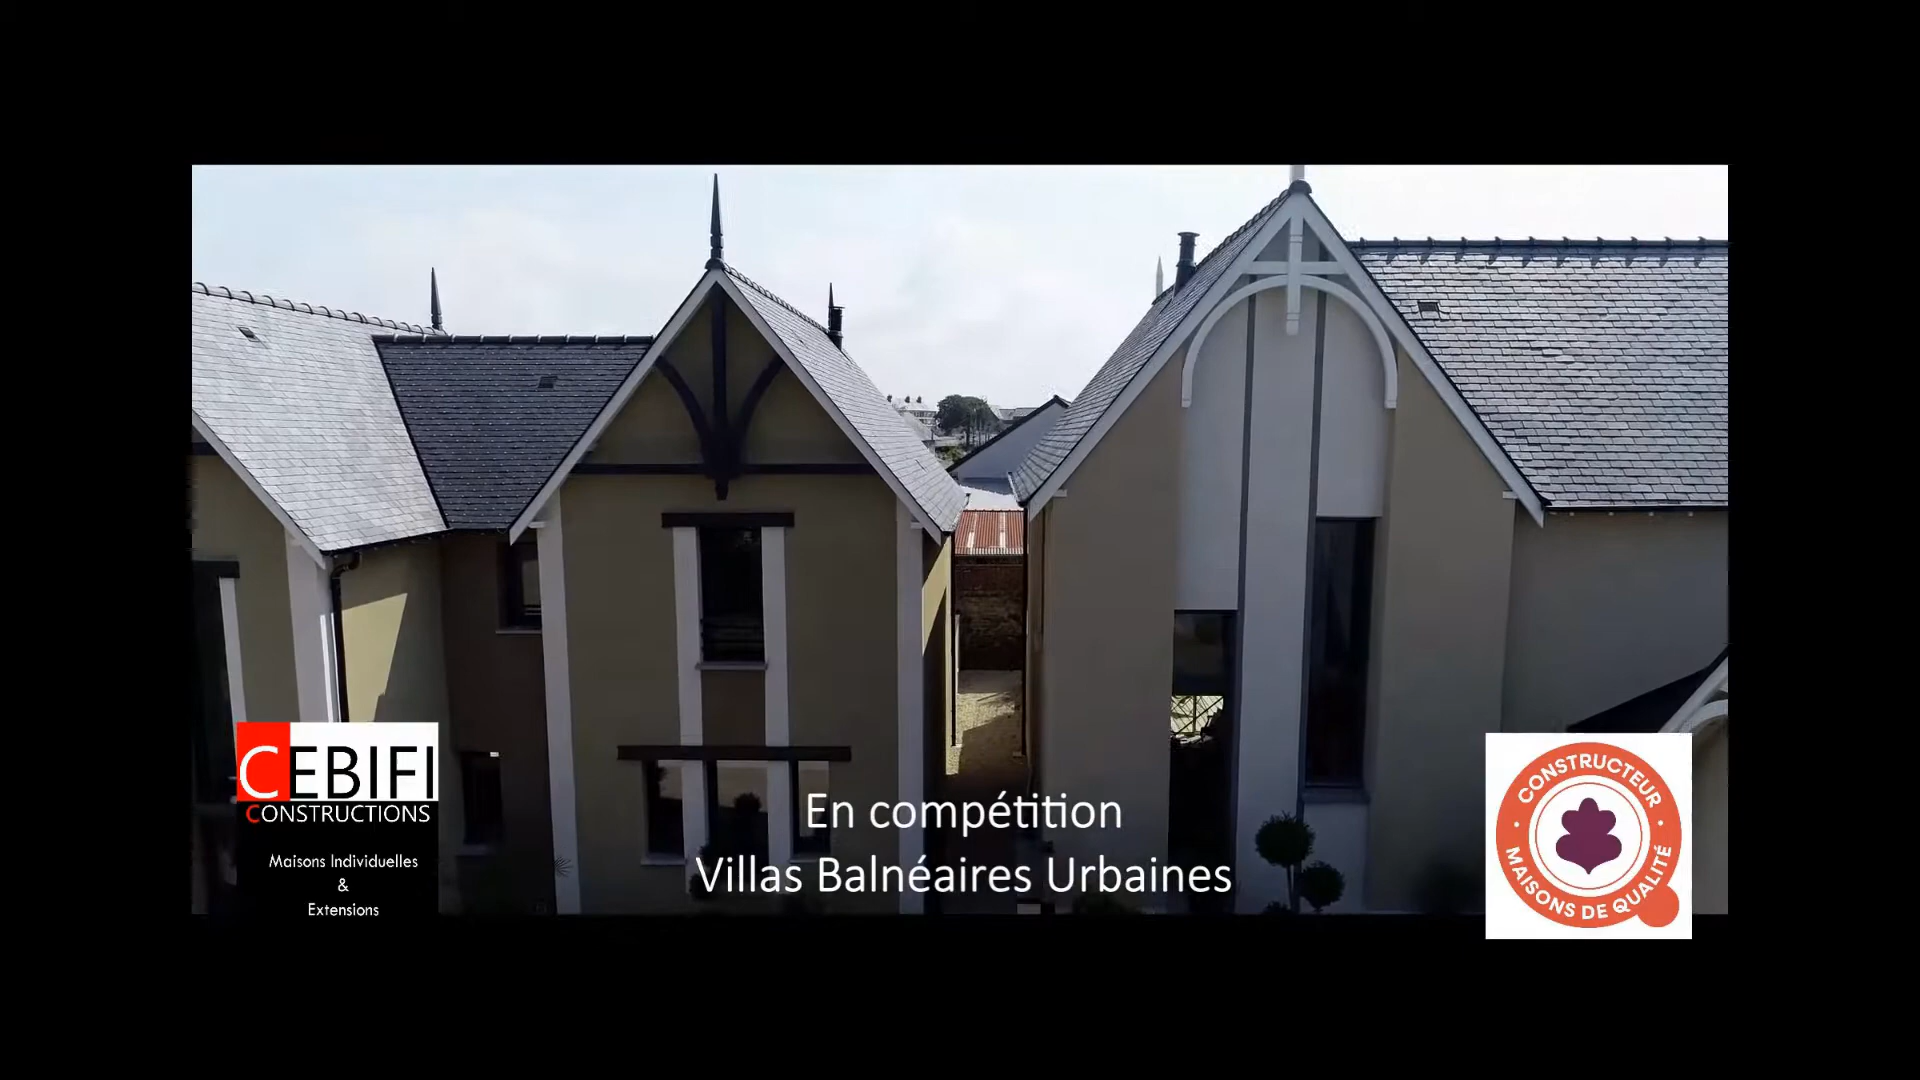 CEBIFI
CONSTRUCTIONS
Maisons Individuelles
&
Extensions
En compétition
Villas Balnéaires Urbaines
CONSTRUCTEUR
MAISONS DE QUALITÉ